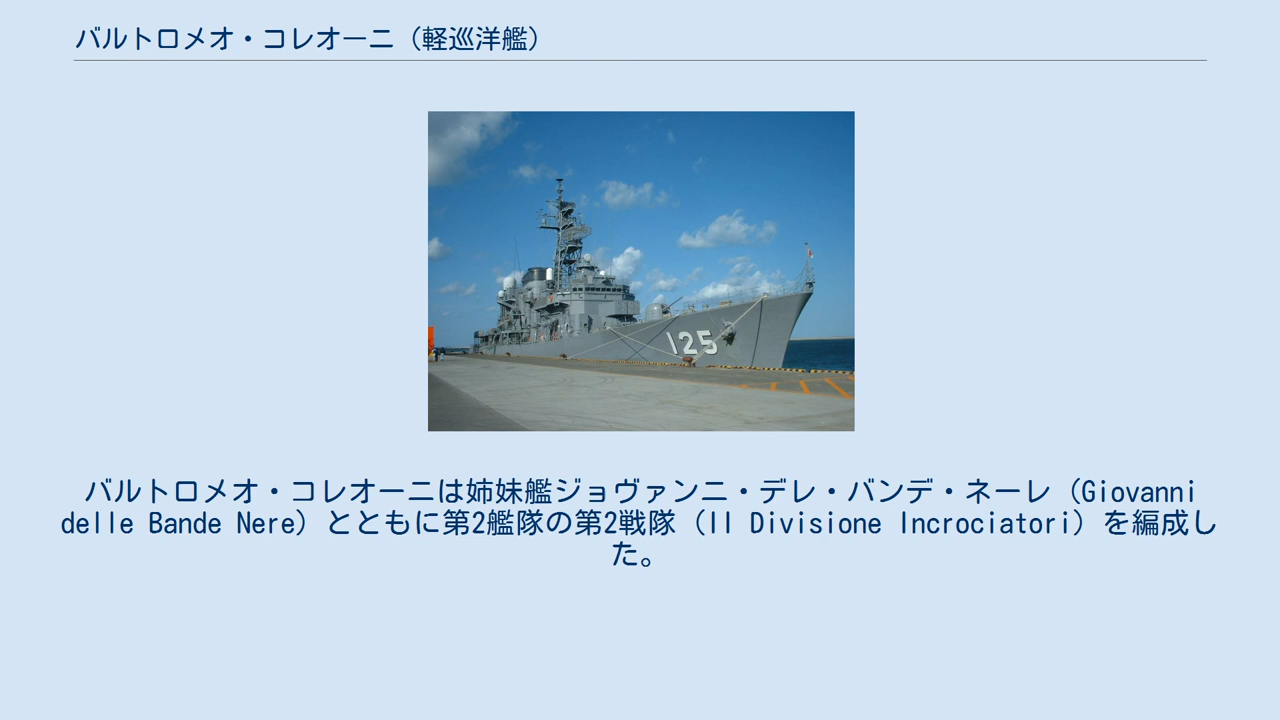 バルトロメオ・コレオーニ（軽巡洋艦）
125
バルトロメオ・コレオーニは姉妹艦ジョヴァンニ・デレ・バンデ・ネーレ（Giovanni
delle Bande Nere）とともに第2艦隊の第2戦隊（II Divisione Incrociatori）を編成し
た。